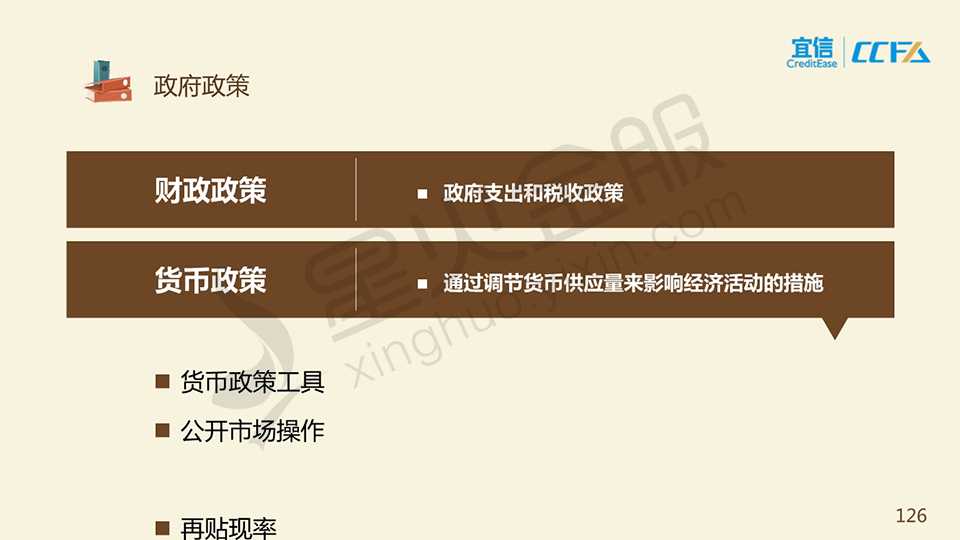 宜信
CreditEase
CCFA
政府政策
财政政策
政府支出和税收政策
货币政策
通过调节货币供应量来影响经济活动的措施
星火金服
xinghuo.yixin.com
货币政策工具
公开市场操作
再贴现率
126